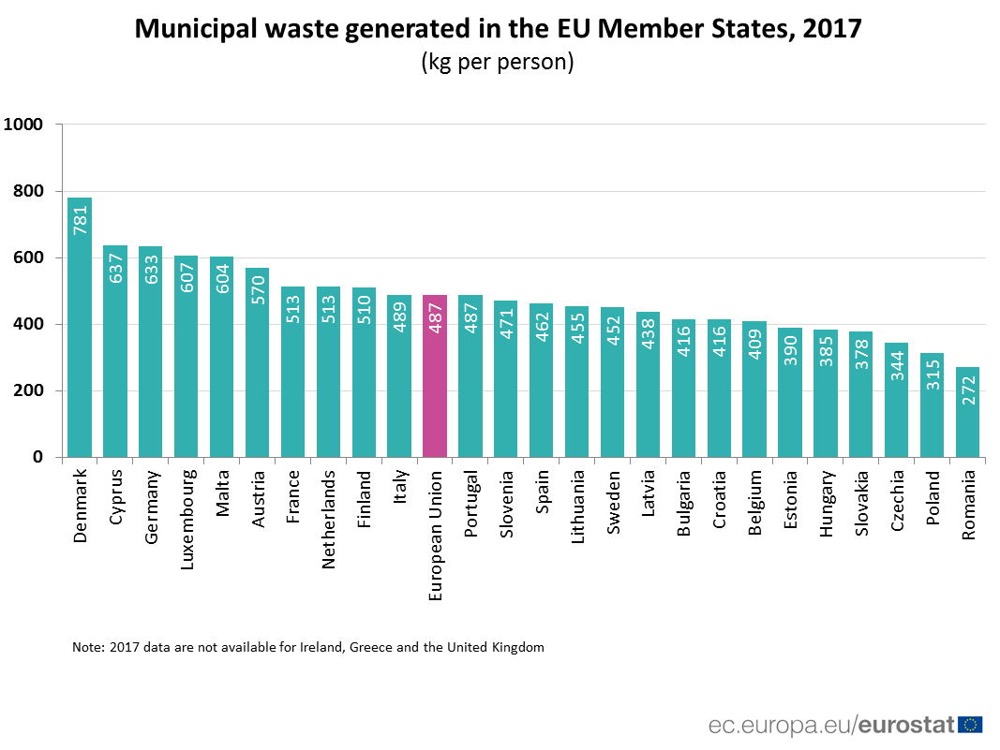 Municipal waste generated in the EU Member States, 2017
(kg per person)
1000
800
600
400
200
0
781
637
633
607
604
570
513
513
510
489
487
487
471
462
455
452
438
416
416
409
390
385
378
344
315
272
Denmark
Cyprus
Germany
Luxembourg
Malta
Austria
France
Netherlands
Finland
Italy
European Union
Portugal
Slovenia
Spain
Lithuania
Sweden
Latvia
Bulgaria
Croatia
Belgium
Estonia
Hungary
Slovakia
Czechia
Poland
Romania
Note: 2017 data are not available for Ireland, Greece and the United Kingdom
ec.europa.eu/eurostat